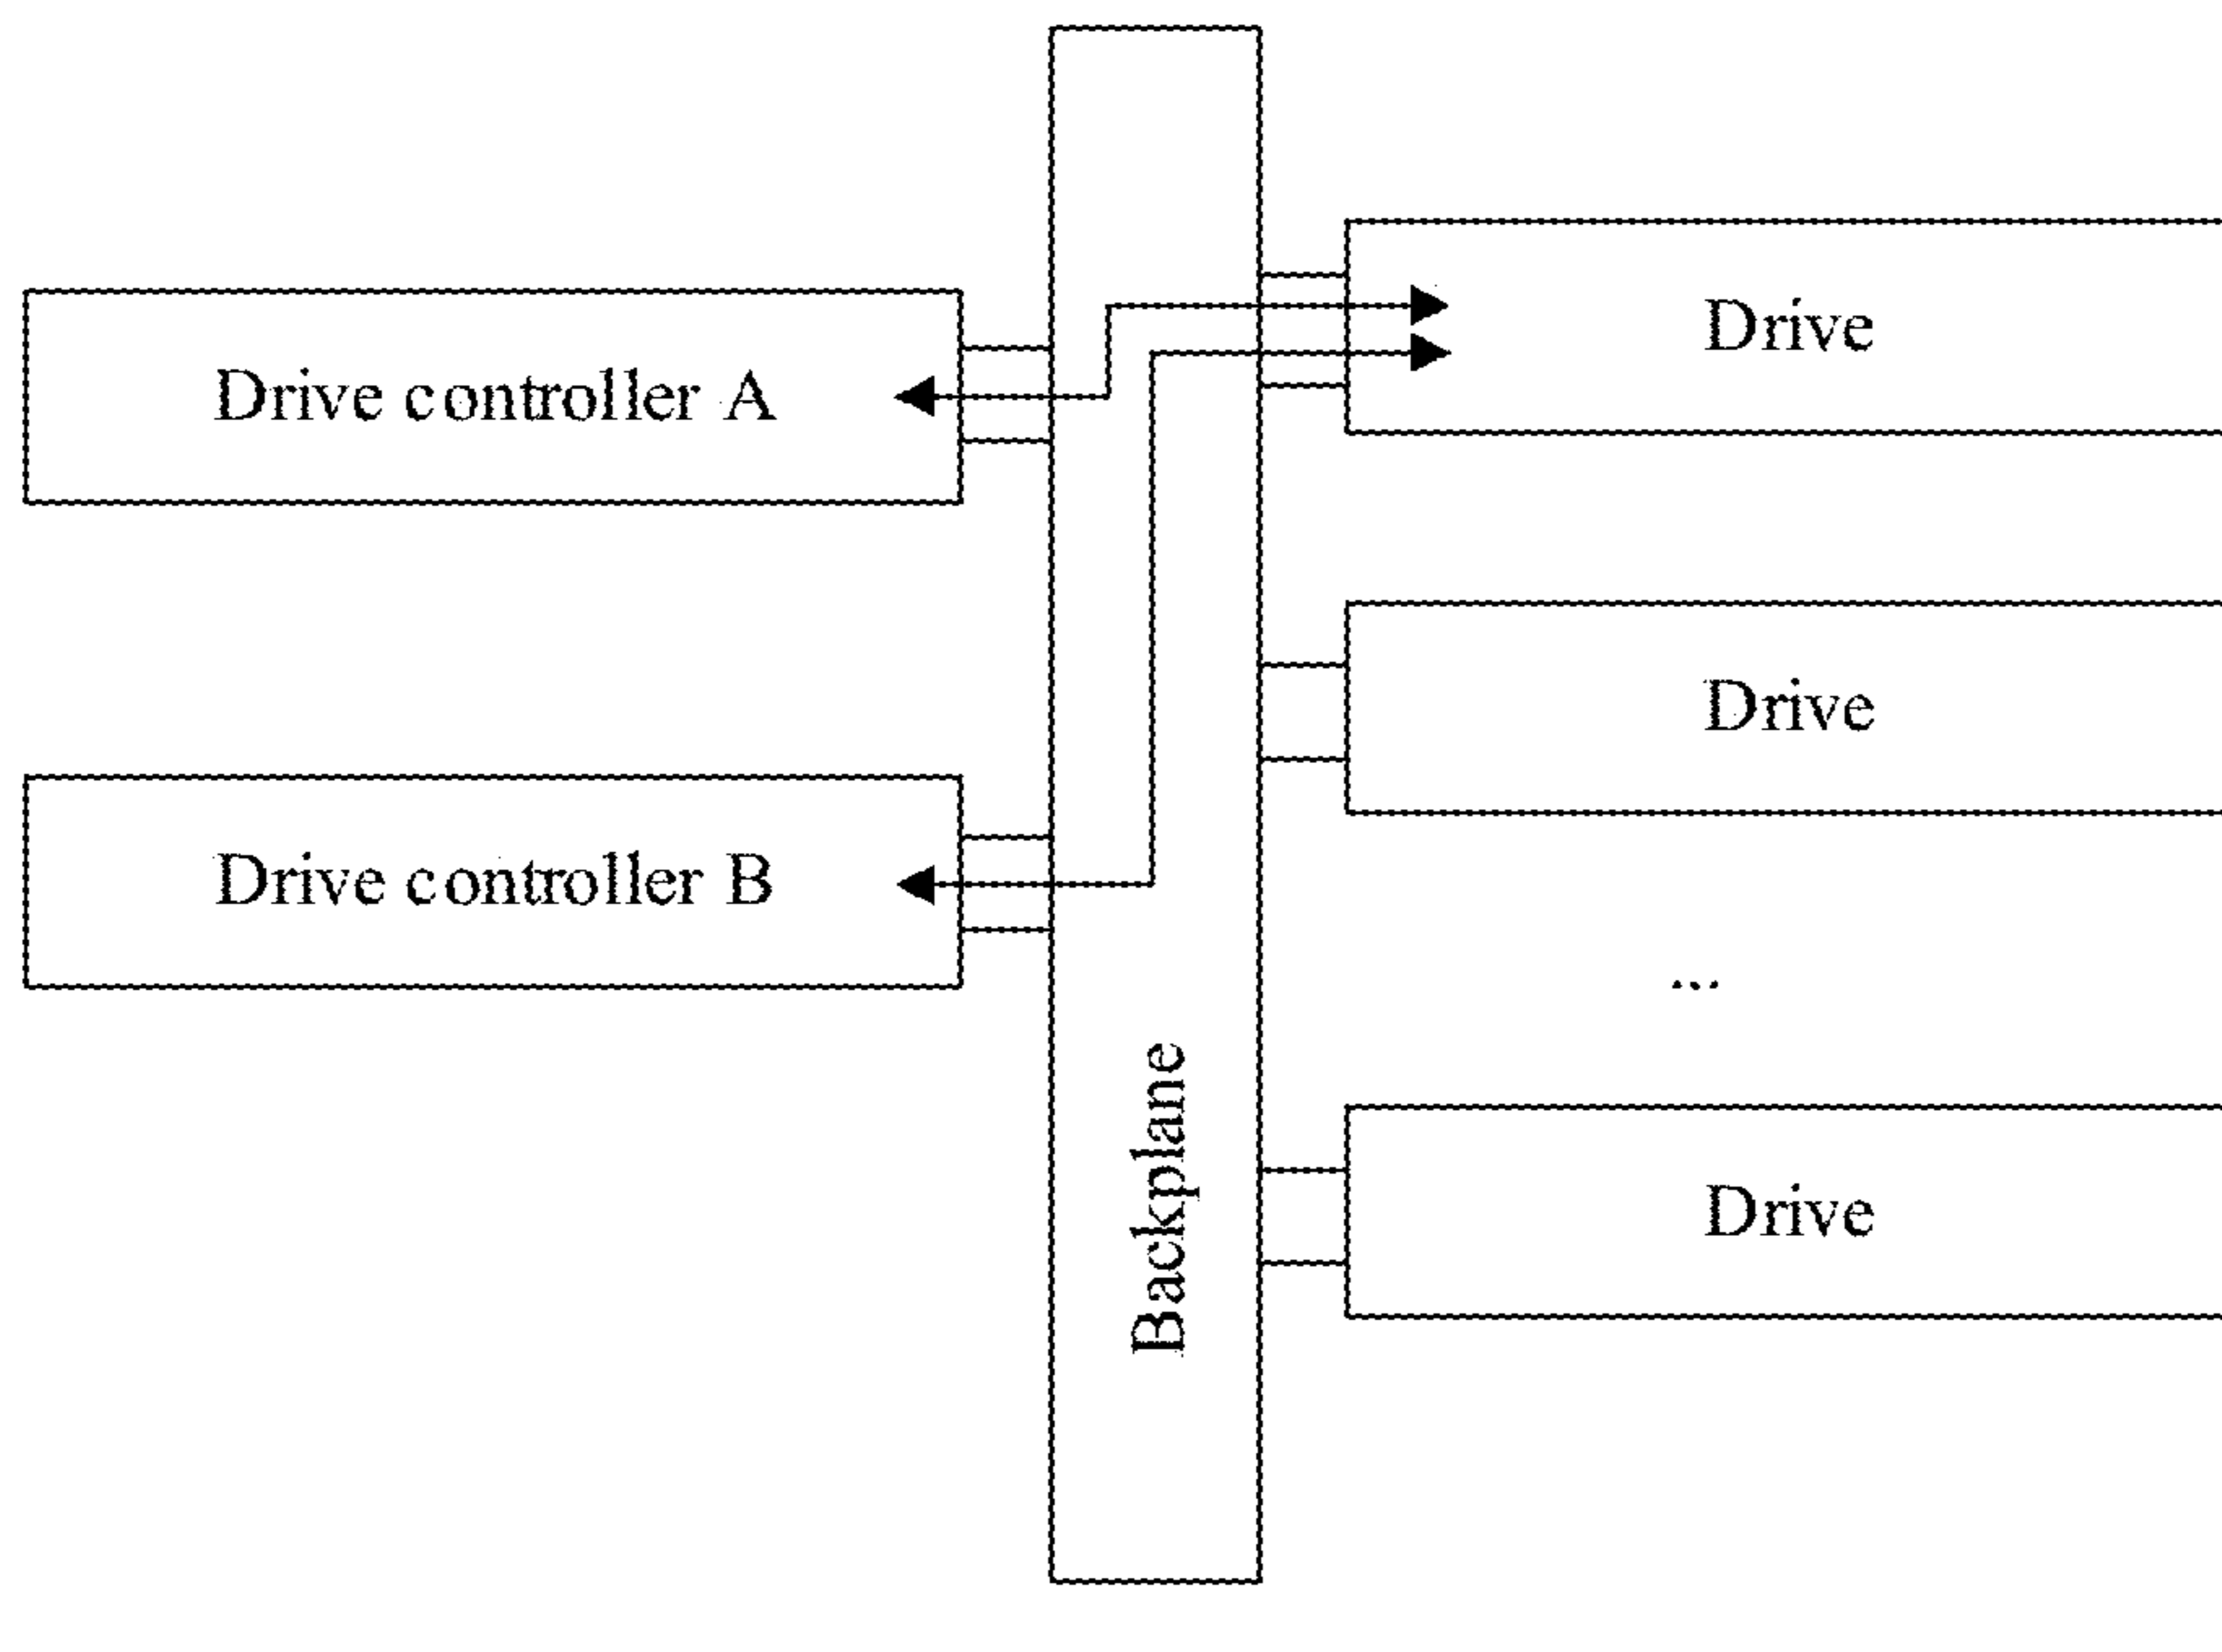 Drive
Drive controller A
Drive
Drive controller B
...
Backplane
Drive